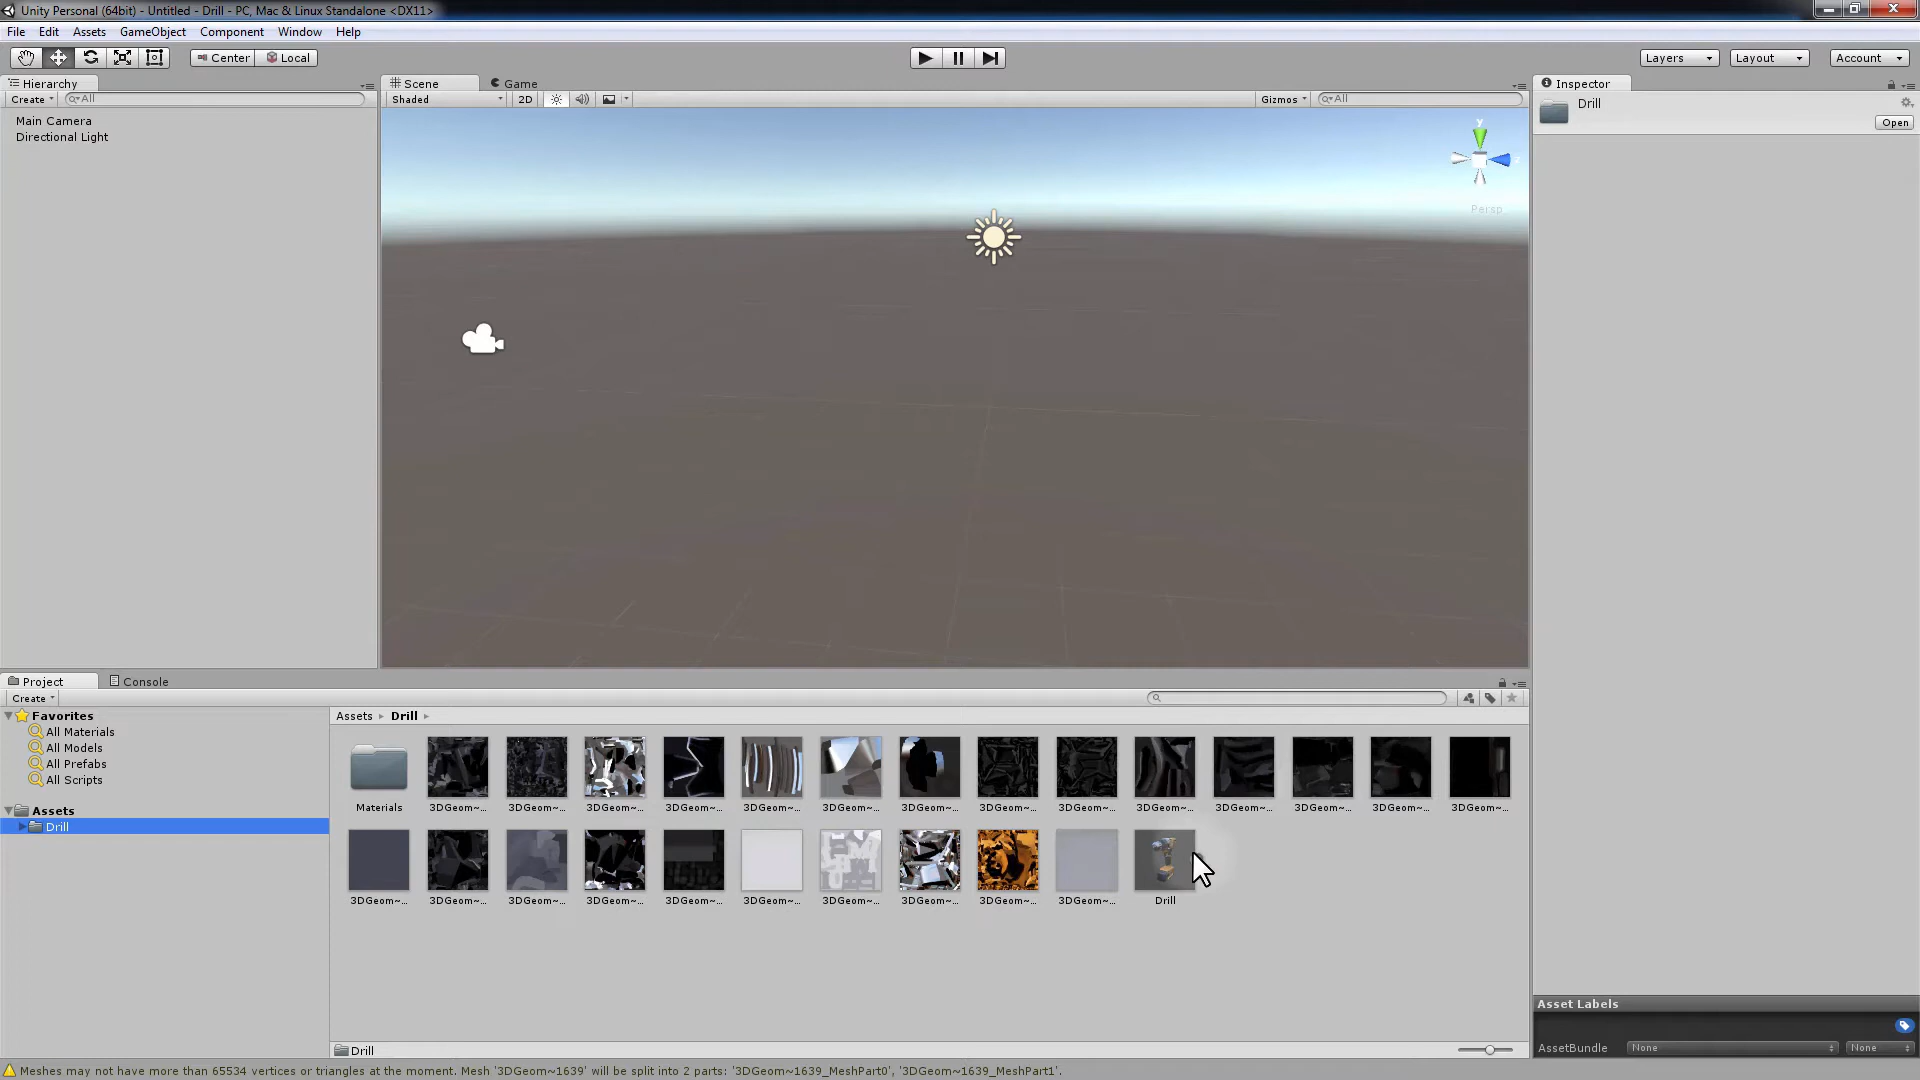 Unity Personal (64bit) - Untitled - Drill - PC, Mac & Linux Standalone <DX11>
File Edit Assets GameObject Component Window Help
Center Local Layers Layout Account
Hierarchy
Create All
Main Camera
Directional Light
Scene Game
Shaded 2D Gizmos All
y
z
Persp
Inspector
Drill
Open
Project Console
Create
Favorites
All Materials
All Models
All Prefabs
All Scripts
Assets
Drill
Assets Drill
Materials 3DGeom~... 3DGeom~... 3DGeom~... 3DGeom~... 3DGeom~... 3DGeom~... 3DGeom~... 3DGeom~... 3DGeom~... 3DGeom~... 3DGeom~... 3DGeom~... 3DGeom~... 3DGeom~...
3DGeom~... 3DGeom~... 3DGeom~... 3DGeom~... 3DGeom~... 3DGeom~... 3DGeom~... 3DGeom~... 3DGeom~... 3DGeom~... Drill
Drill
Asset Labels
AssetBundle None None
Meshes may not have more than 65534 vertices or triangles at the moment. Mesh '3DGeom~1639' will be split into 2 parts: '3DGeom~1639_MeshPart0', '3DGeom~1639_MeshPart1'.